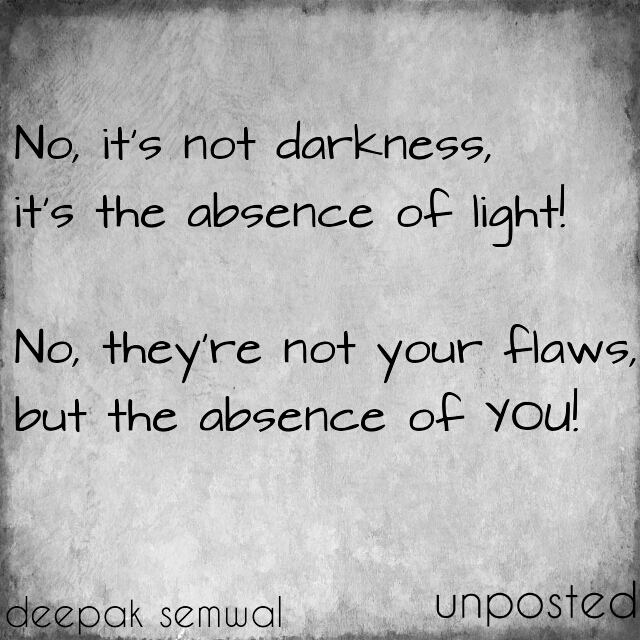 No, it's not darkness,
it's the absence of light!
No, they're not your flaws,
but the absence of YOU!
deepak semwal
unposted